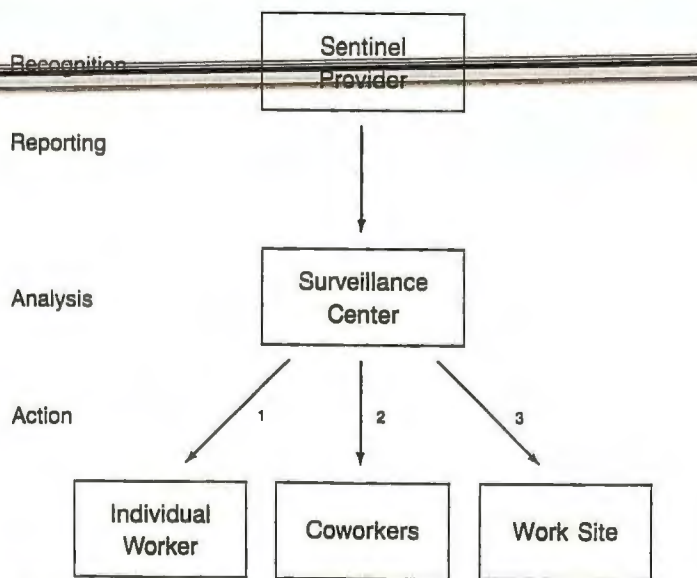 Sentinel
Recognition
Provider
Reporting
Surveillance
Analysis
Center
Action
1
2
3
Individual
Worker
Coworkers
Work Site